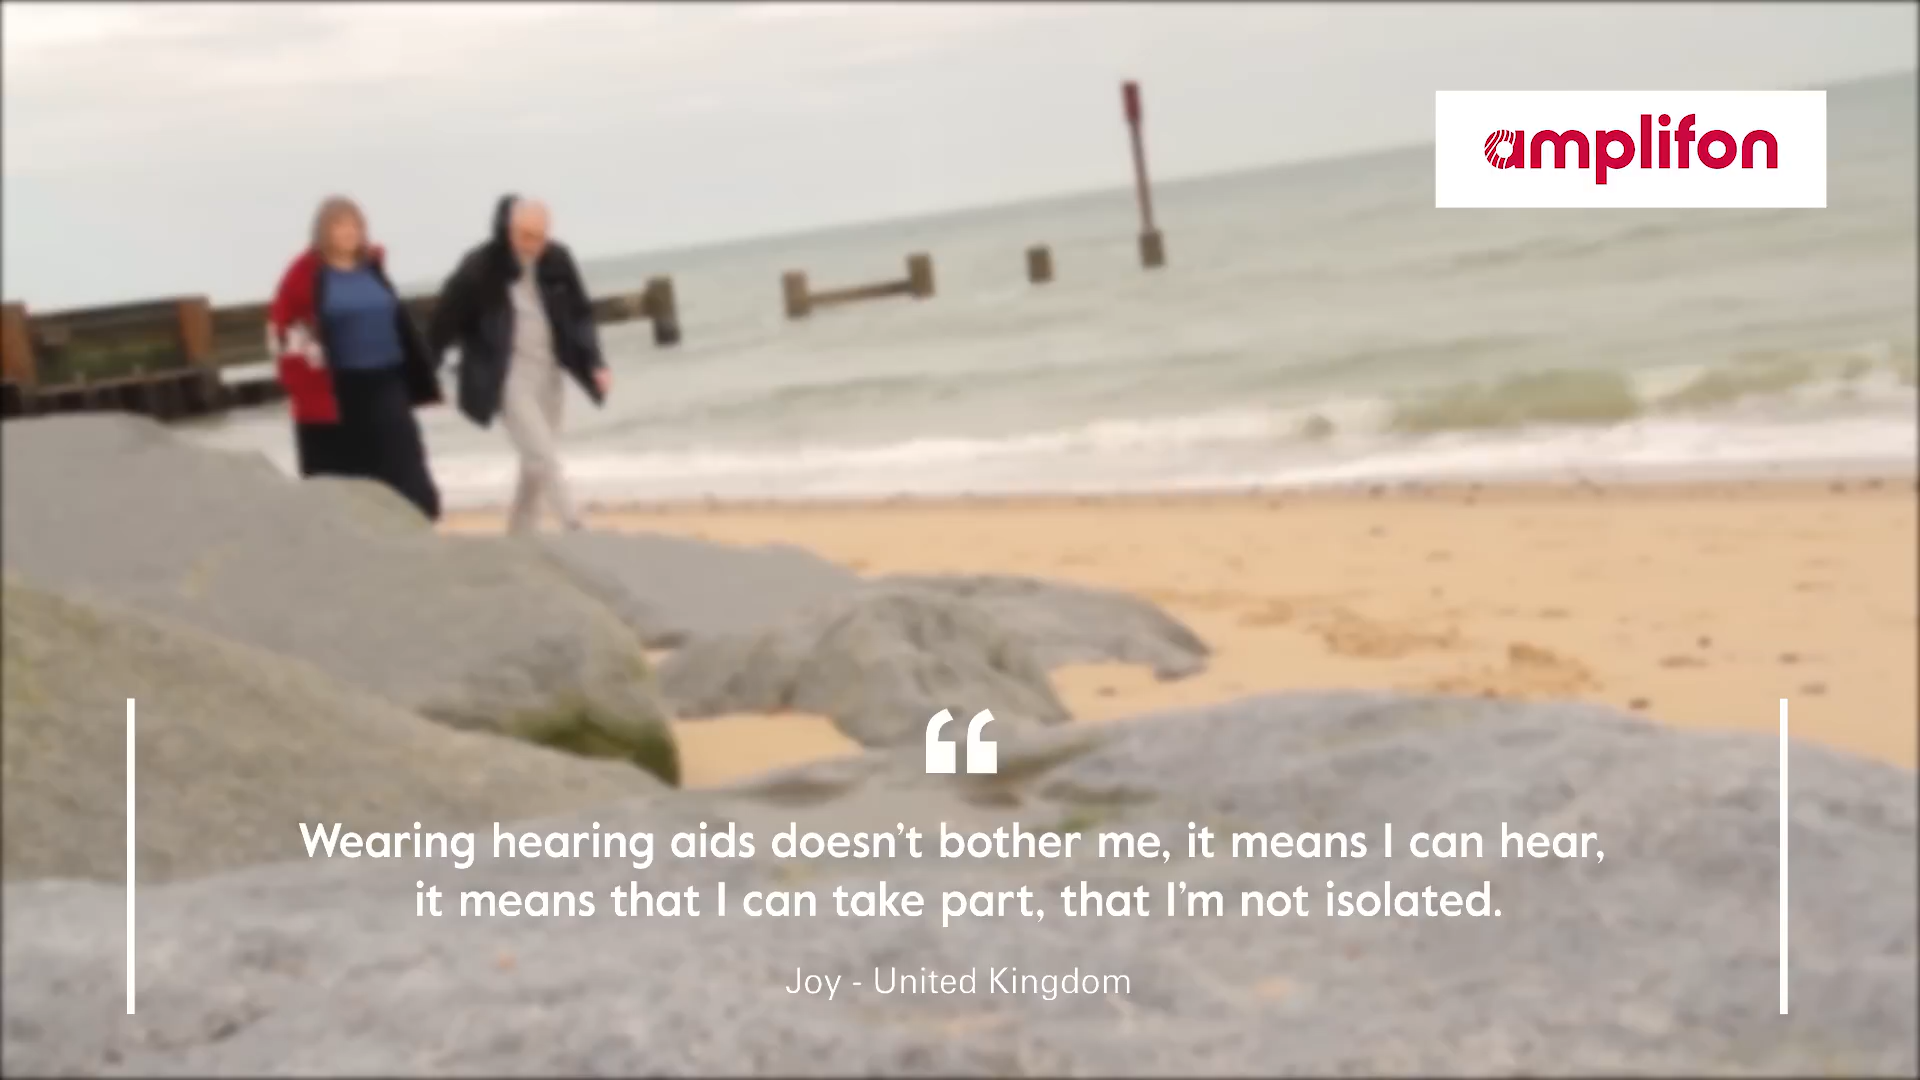 amplifon
“
Wearing hearing aids doesn’t bother me, it means I can hear,
it means that I can take part, that I’m not isolated.
Joy - United Kingdom